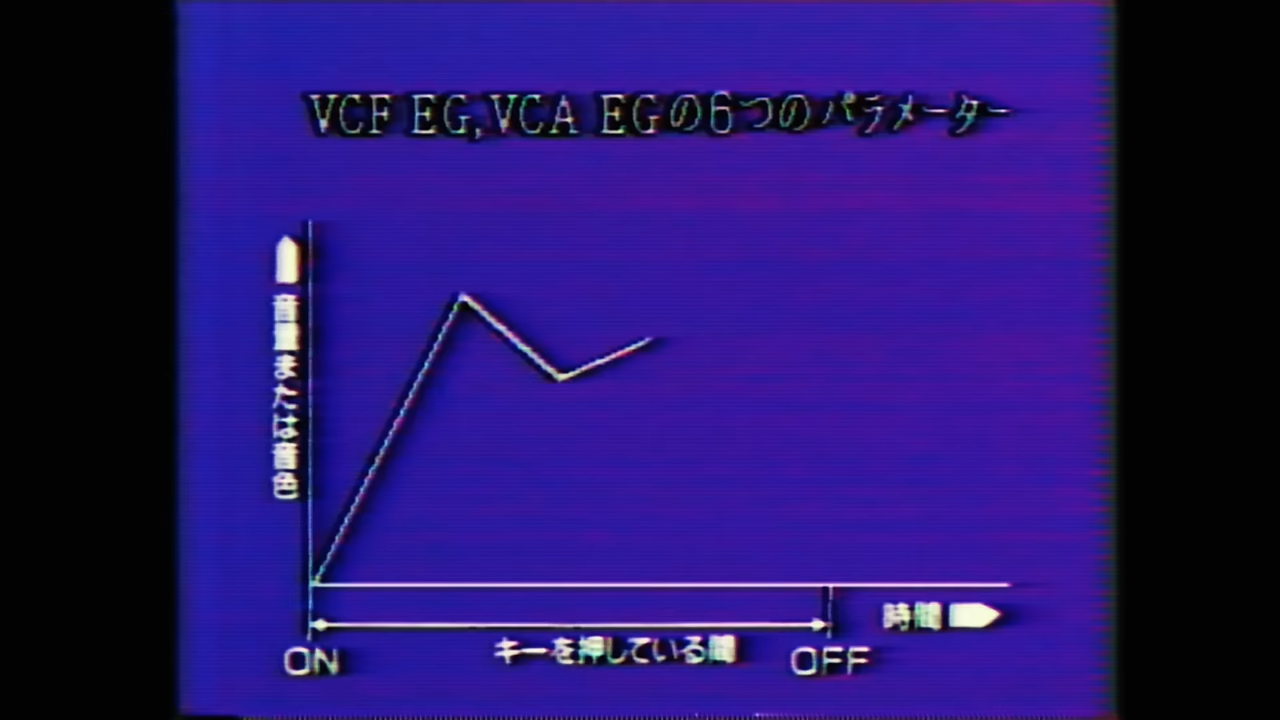 VCF EG,VCA EGの6つのパラメーター
音量または音色
時間
キーを押している間
ON
OFF